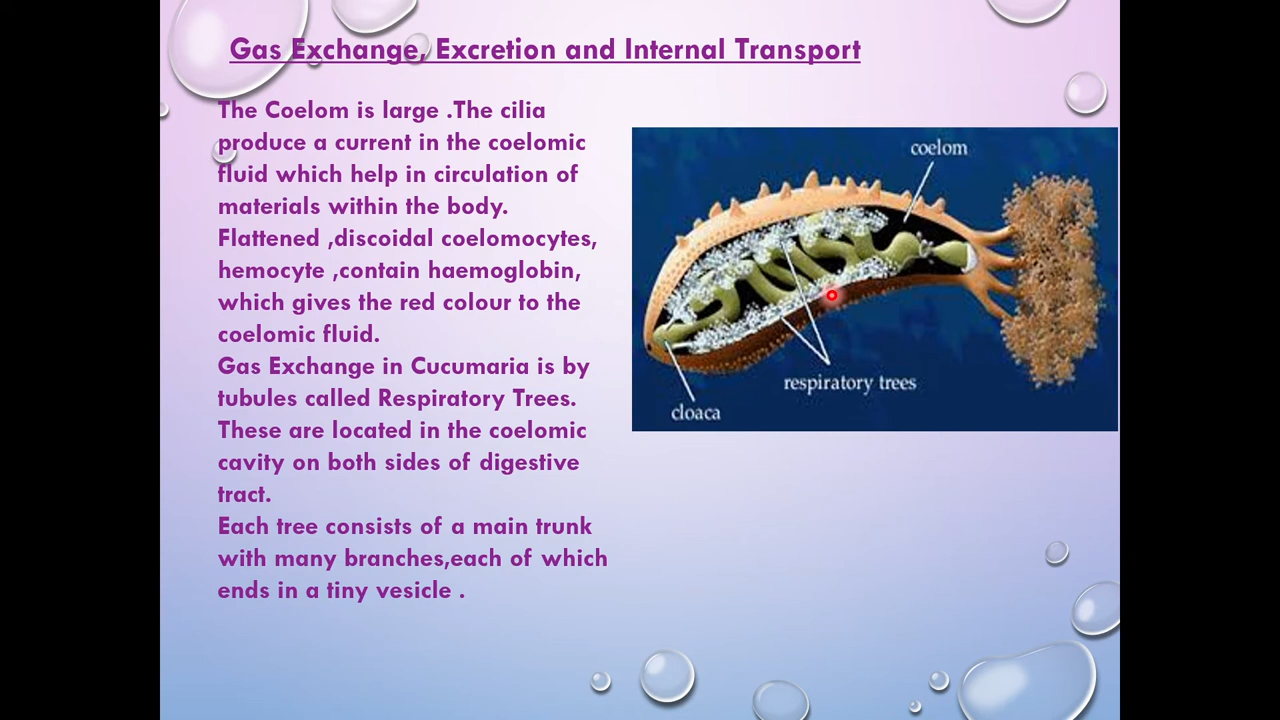 Gas Exchange, Excretion and Internal Transport
The Coelom is large .The cilia
produce a current in the coelomic
fluid which help in circulation of
materials within the body.
Flattened ,discoidal coelomocytes,
hemocyte ,contain haemoglobin,
which gives the red colour to the
coelomic fluid.
Gas Exchange in Cucumaria is by
tubules called Respiratory Trees.
These are located in the coelomic
cavity on both sides of digestive
tract.
Each tree consists of a main trunk
with many branches,each of which
ends in a tiny vesicle .
coelom
respiratory trees
cloaca